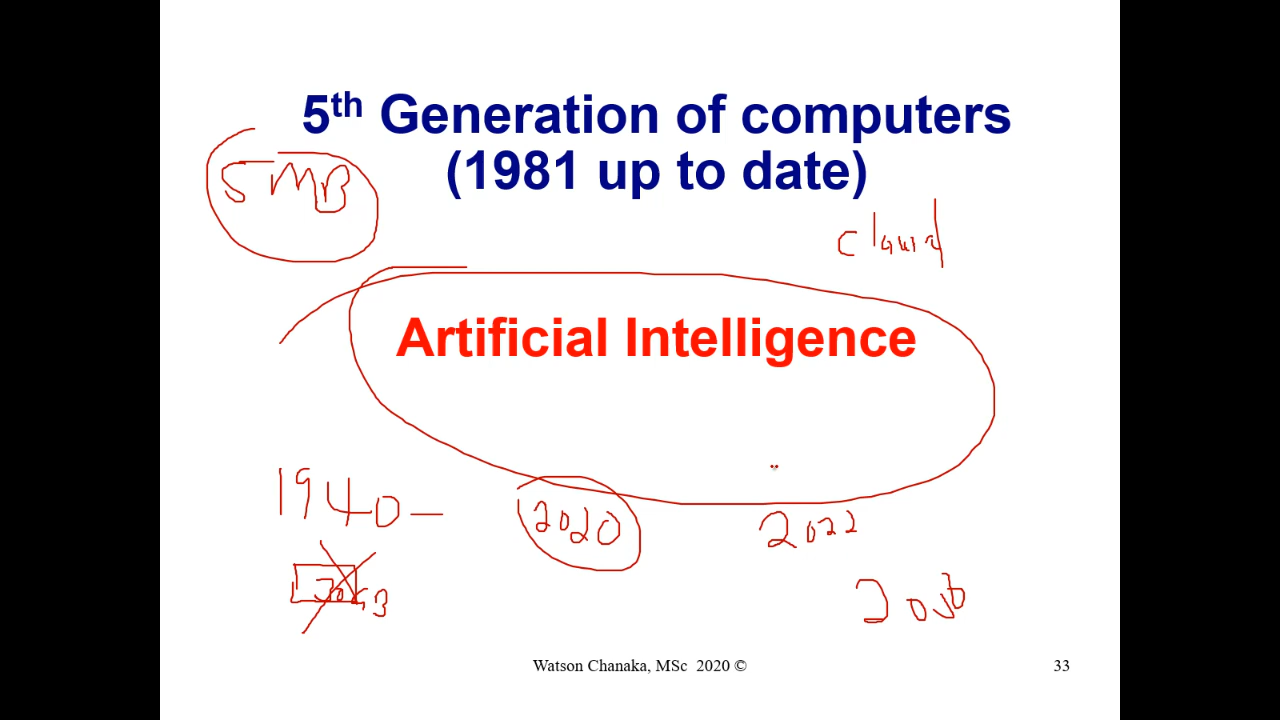 5th Generation of computers
(1981 up to date)
5MB
cloud
Artificial Intelligence
1940 -
2020
2022
Watson Chanaka, MSc 2020 ©
33